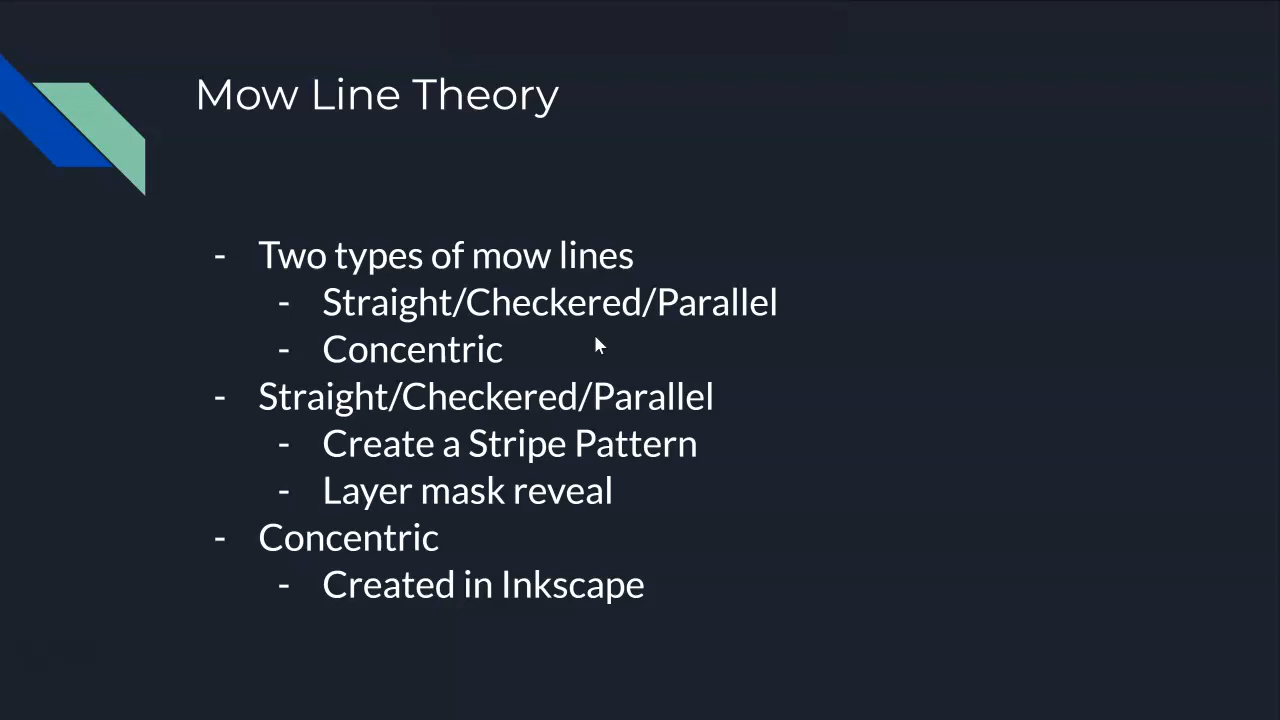 Mow Line Theory
- Two types of mow lines
- Straight/Checkered/Parallel
- Concentric
- Straight/Checkered/Parallel
- Create a Stripe Pattern
- Layer mask reveal
- Concentric
- Created in Inkscape